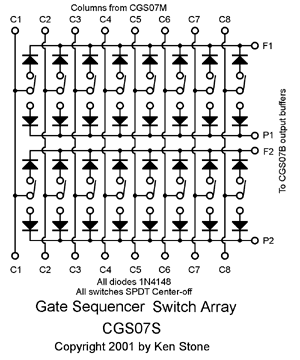 Columns from CGS07M
C1 C2 C3 C4 C5 C6 C7 C8
F1
P1
F2
To CGS07B output buffers
P2
C1 C2 C3 C4 C5 C6 C7 C8
All diodes 1N4148
All switches SPDT Center-off
Gate Sequencer Switch Array
CGS07S
Copyright 2001 by Ken Stone